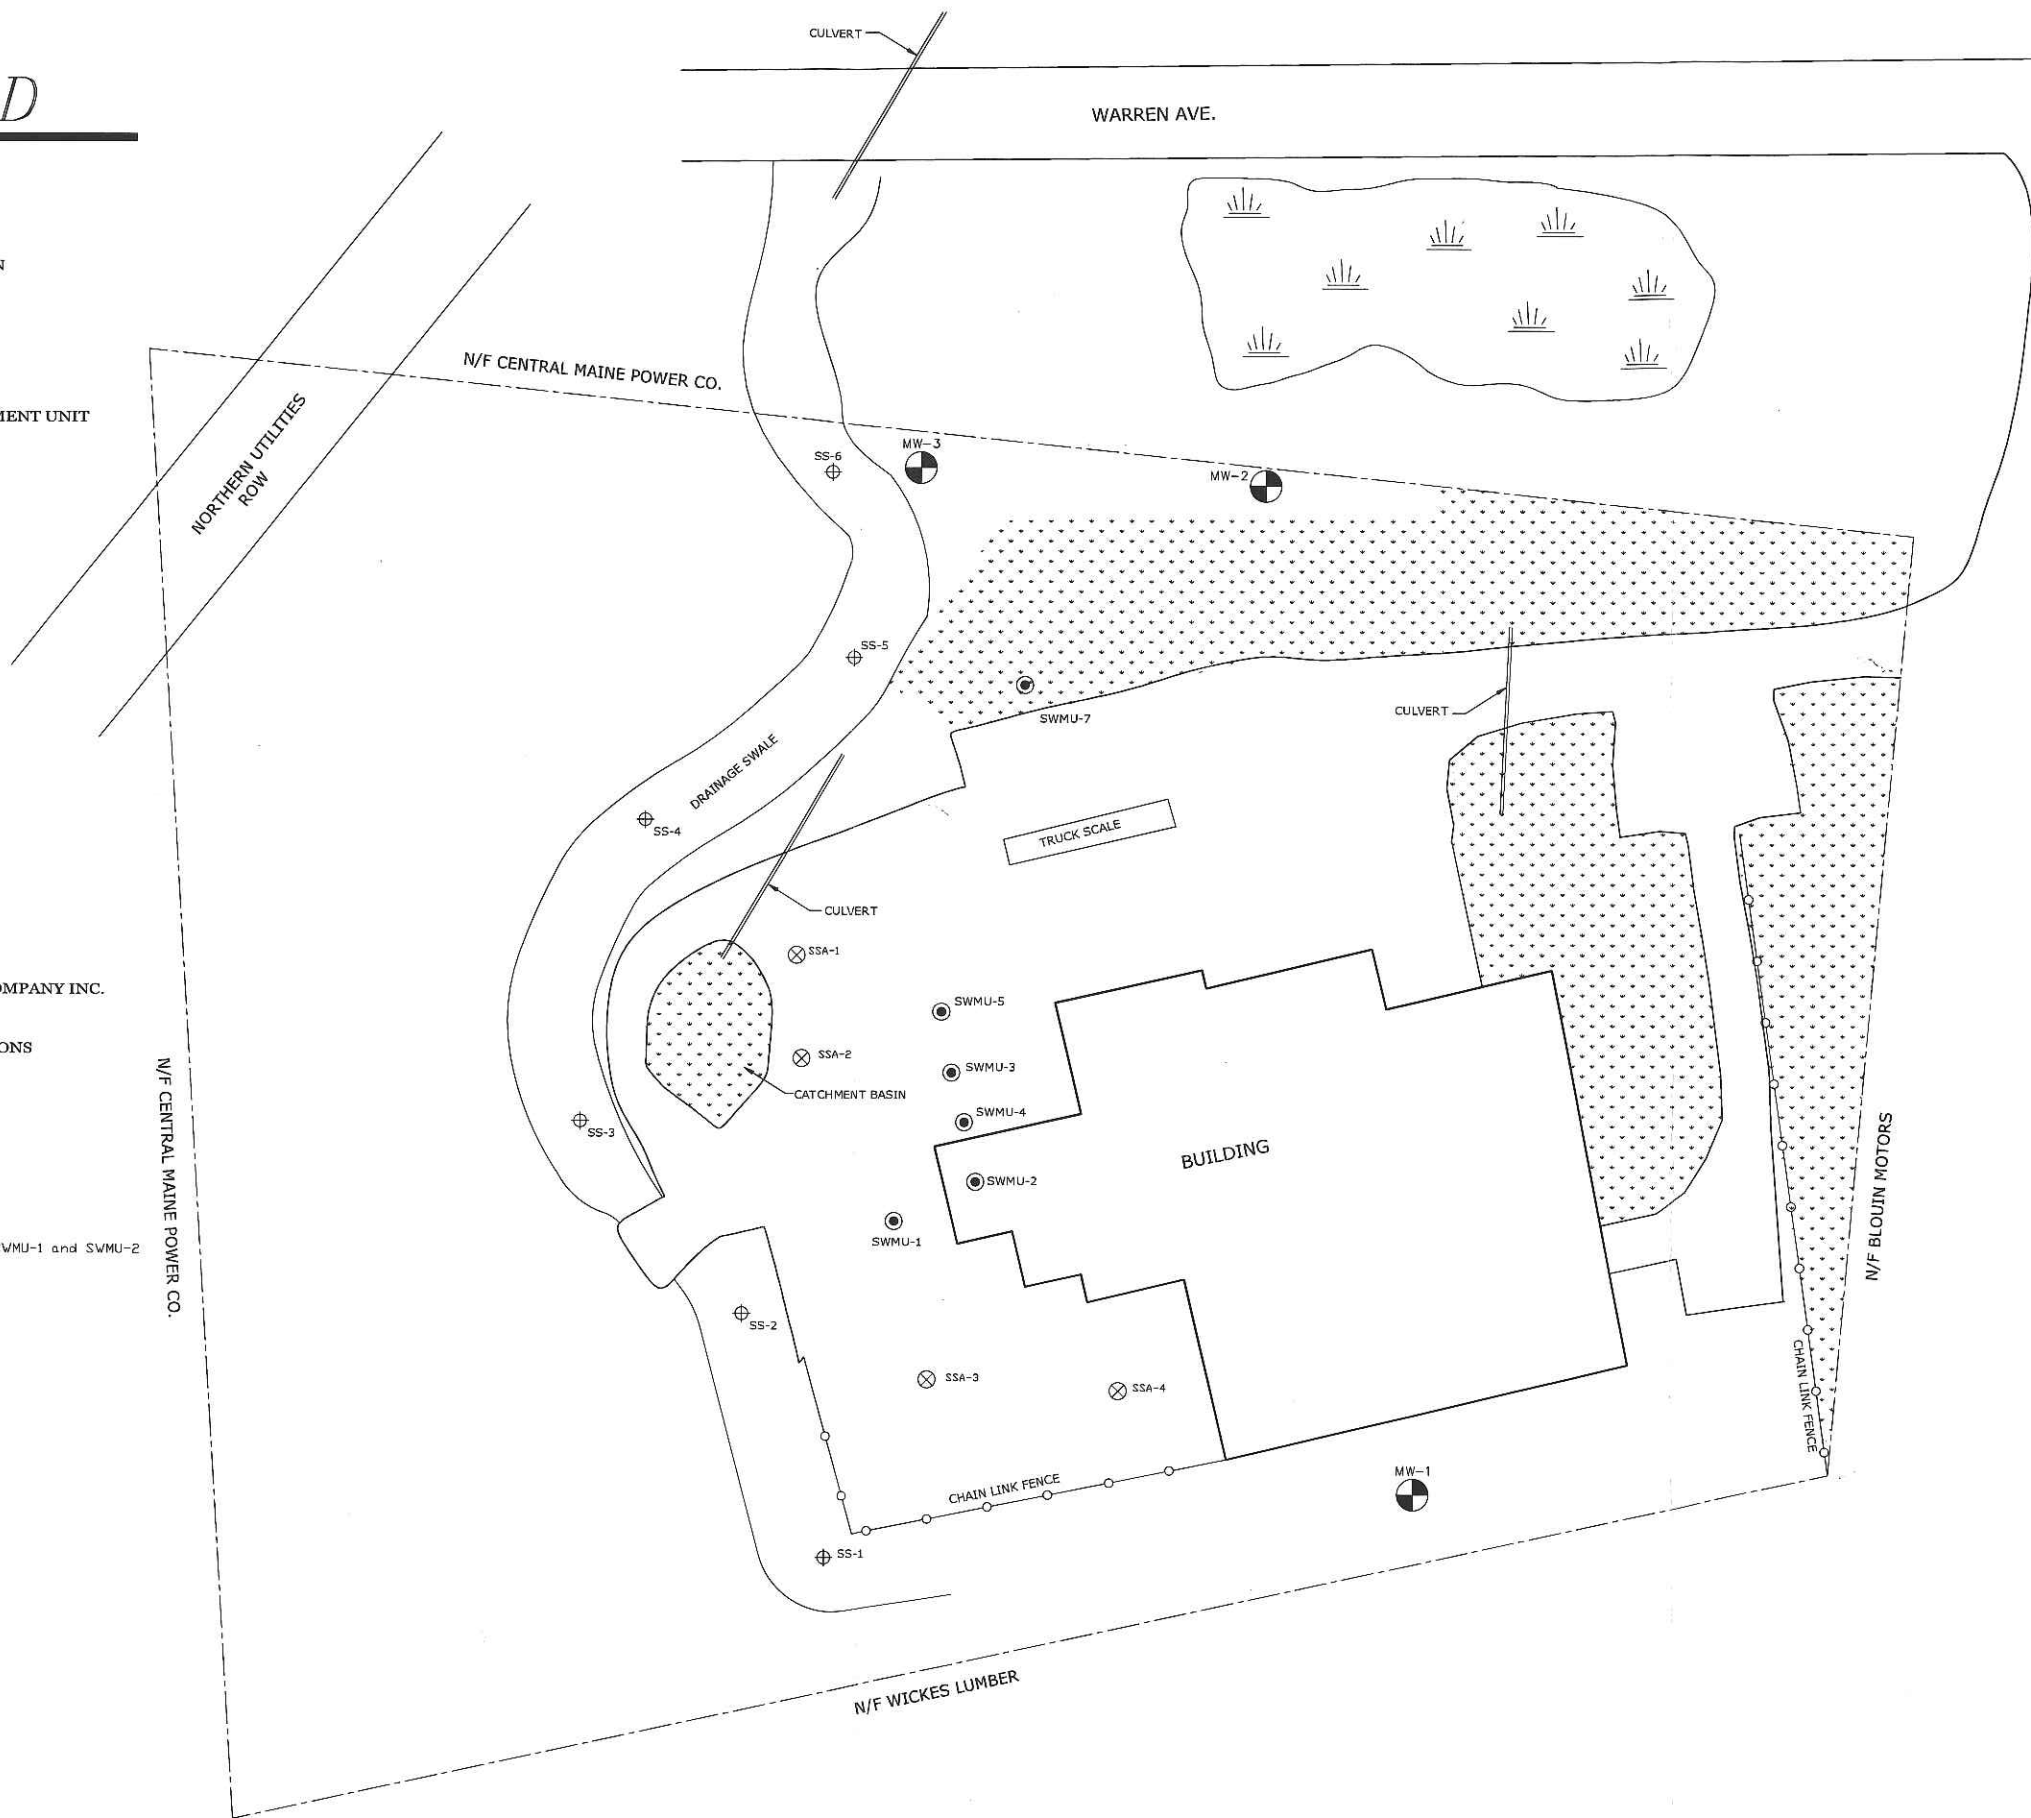 CULVERT
D
WARREN AVE.
N
N/F CENTRAL MAINE POWER CO.
MENT UNIT
NORTHERN UTILITIES
ROW
MW-3
SS-6
MW-2
SS-5
SWMU-7
CULVERT
DRAINAGE SWALE
SS-4
TRUCK SCALE
CULVERT
SSA-1
OMPANY INC.
SWMU-5
ONS
SSA-2
SWMU-3
CATCHMENT BASIN
SWMU-4
SS-3
BUILDING
N/F CENTRAL MAINE POWER CO.
N/F BLOUIN MOTORS
SWMU-2
SWMU-1
WMU-1 and SWMU-2
SS-2
SSA-3
SSA-4
CHAIN LINK FENCE
MW-1
CHAIN LINK FENCE
SS-1
N/F WICKES LUMBER